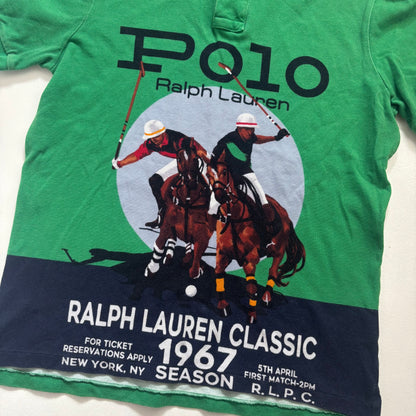 Polo
Ralph Lauren
RALPH LAUREN CLASSIC
FOR TICKET
RESERVATIONS APPLY
NEW YORK, NY
1967
SEASON
5TH APRIL
FIRST MATCH-2PM
R. L. P. C.